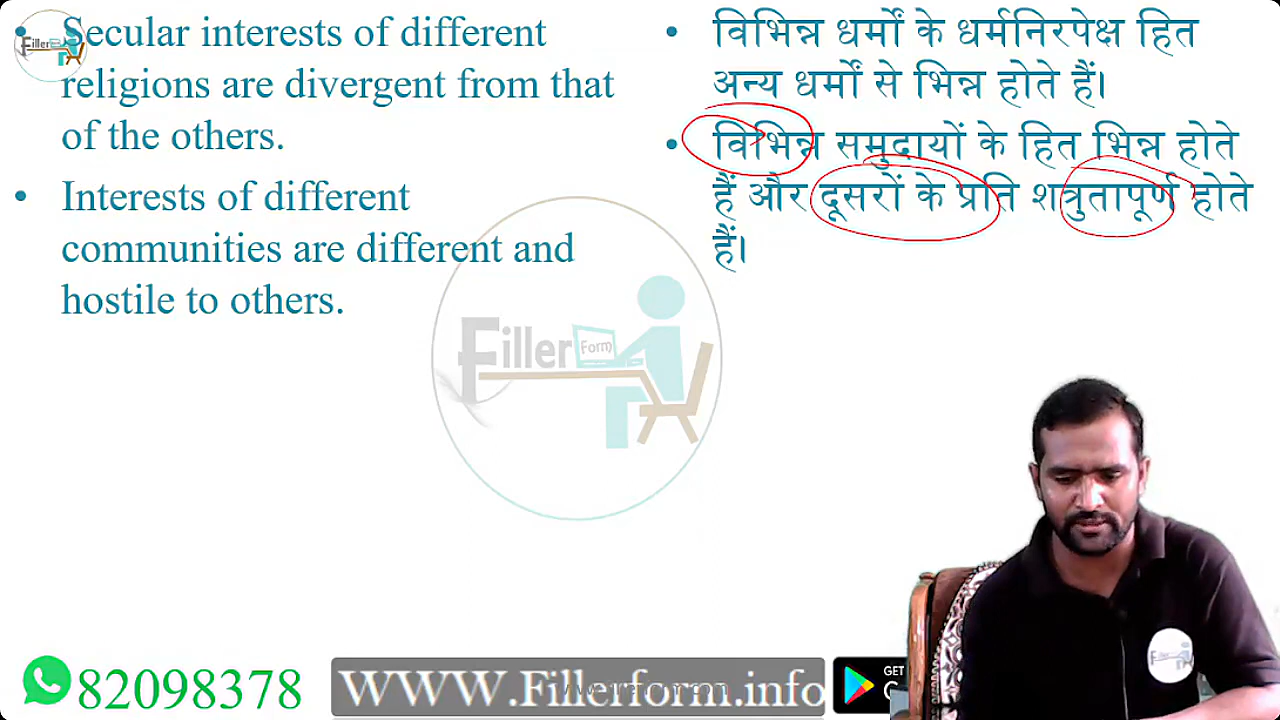 Secular interests of different
religions are divergent from that
of the others.
Interests of different
communities are different and
hostile to others.
विभिन्न धर्मों के धर्मनिरपेक्ष हित
अन्य धर्मों से भिन्न होते हैं।
विभिन्न समुदायों के हित भिन्न होते
हैं और दूसरों के प्रति शत्रुतापूर्ण होते
हैं।
Filler Form
82098378
www.Fillerform.info
GET